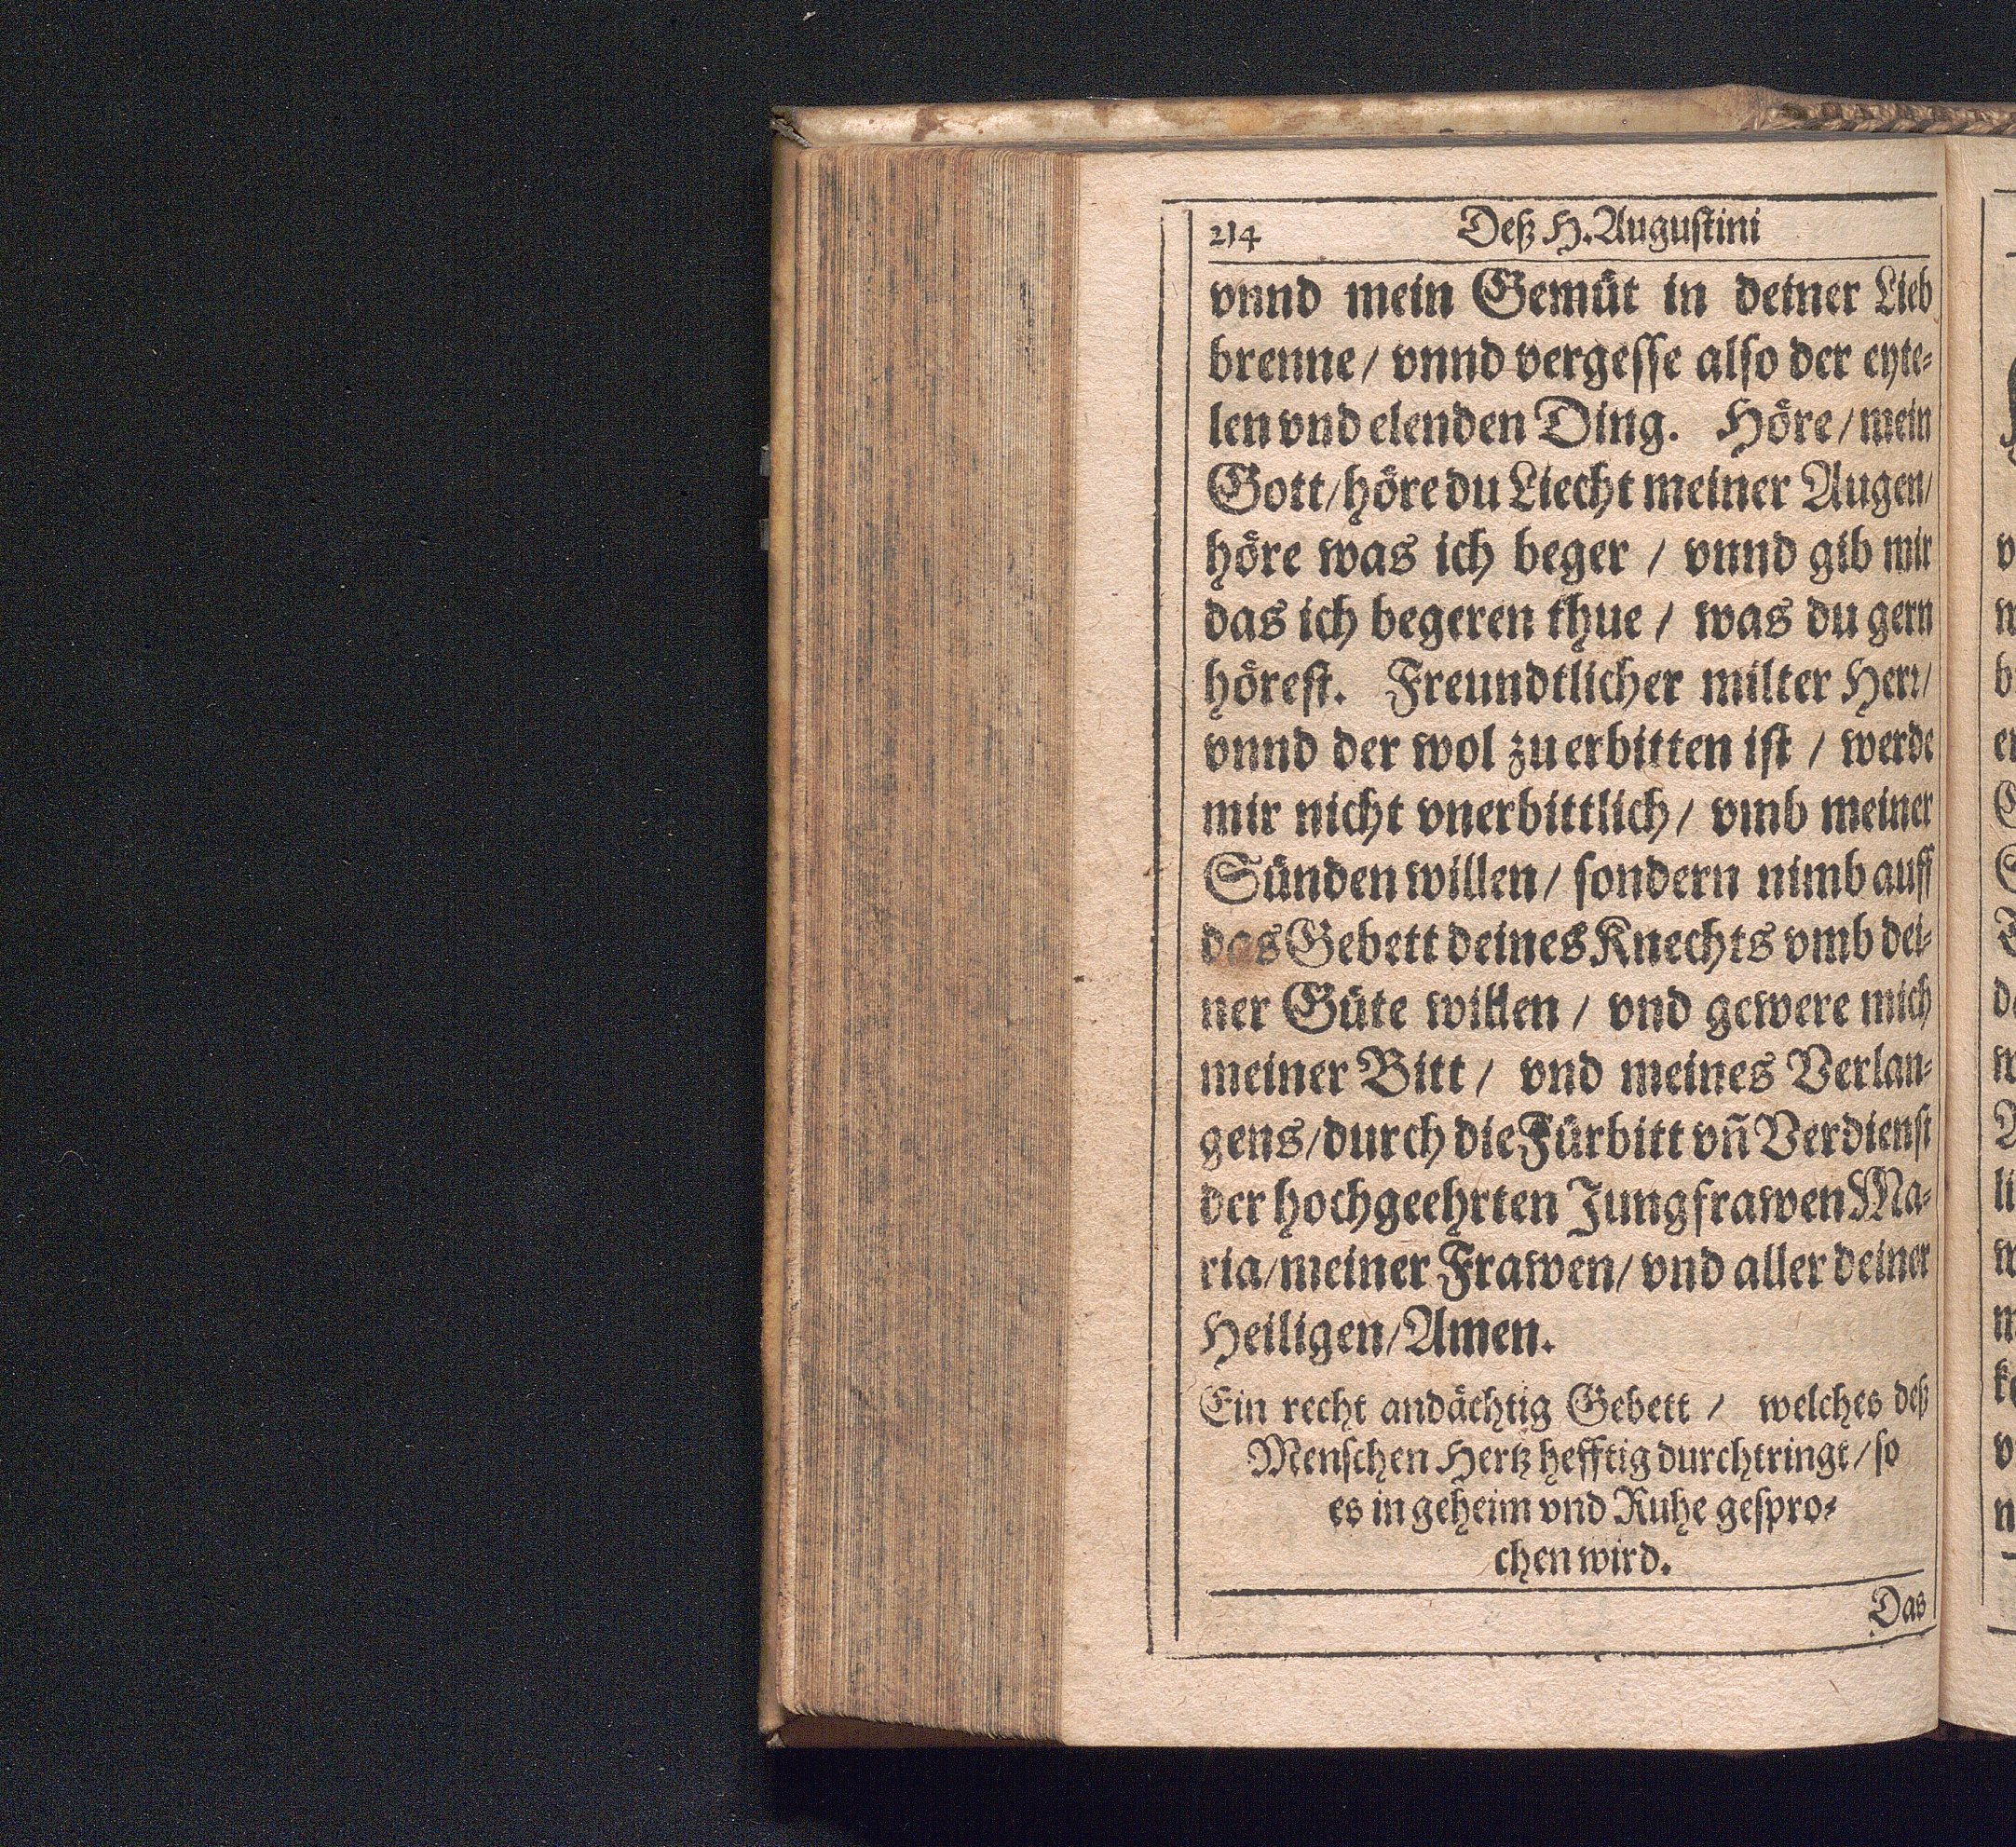 214 Deß H. Augustini
vnnd mein Gemüt in deiner Lieb
brenne / vnnd vergesse also der eyte-
len vnd elenden Ding. Höre / mein
Gott / höre du Liecht meiner Augen /
höre was ich beger / vnnd gib mir
das ich begeren thue / was du gern
hörest. Freundtlicher milter Herr /
vnnd der wol zu erbitten ist / werde
mir nicht vnerbittlich / vmb meiner
Sünden willen / sondern nimb auff
das Gebett deines Knechts vmb dei-
ner Güte willen / vnd gewere mich
meiner Bitt / vnd meines Verlan-
gens / durch die Fürbitt vñ Verdienst
der hochgeehrten Jungfrawen Ma-
ria / meiner Frawen / vnd aller deiner
Heiligen / Amen.
Ein recht andächtig Gebett / welches deß
Menschen Hertz hefftig durchtringt / so
es in geheim vnd Ruhe gespro-
chen wird.
Das